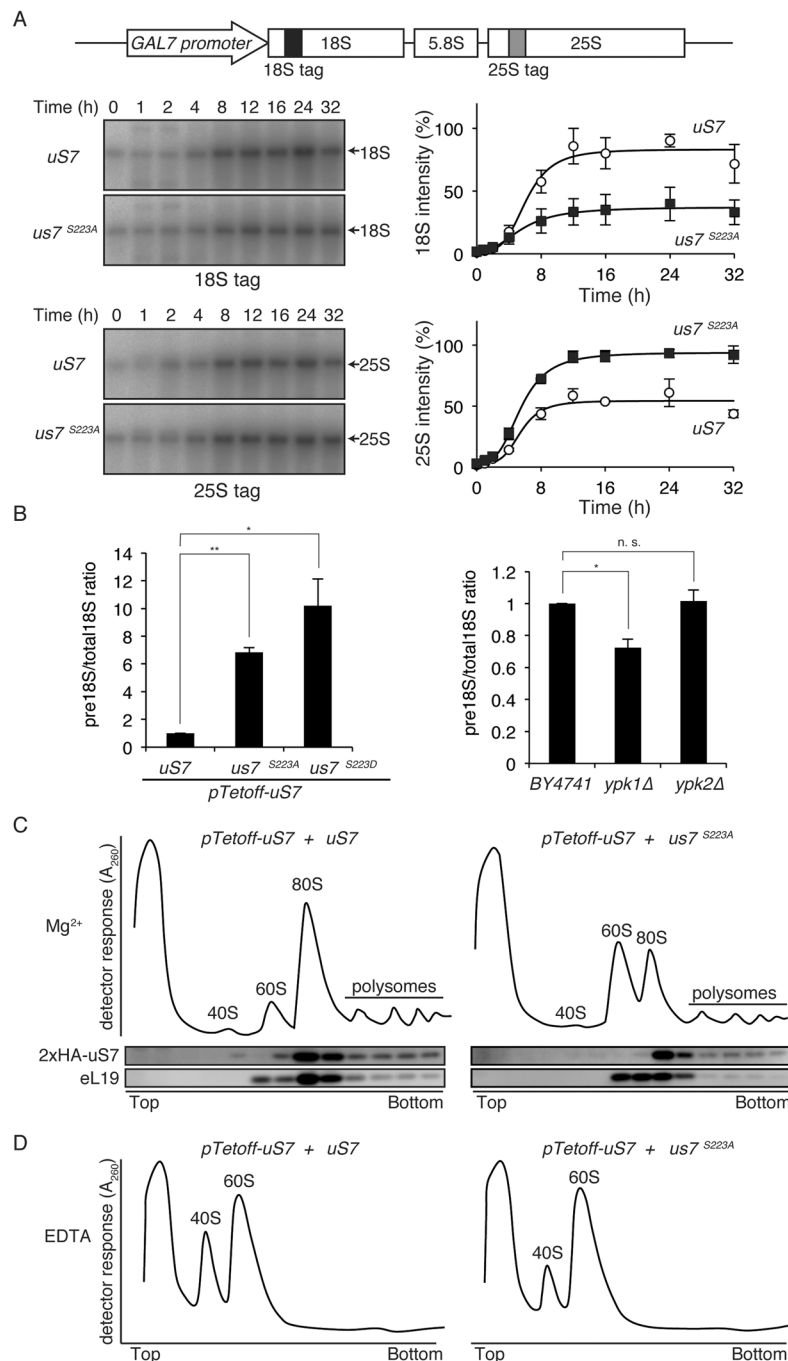 A
GAL7 promoter 18S 5.8S 25S
18S tag 25S tag
Time (h) 0 1 2 4 8 12 16 24 32
uS7
18S
us7 S223A
18S
18S tag
100
50
0
18S intensity (%)
uS7
us7 S223A
0 8 16 24 32
Time (h)
Time (h) 0 1 2 4 8 12 16 24 32
uS7
25S
us7 S223A
25S
25S tag
100
50
0
25S intensity (%)
us7 S223A
uS7
0 8 16 24 32
Time (h)
B
pre18S/total18S ratio
14
12
10
8
6
4
2
0
*
**
uS7 us7 S223A us7 S223D
pTetoff-uS7
pre18S/total18S ratio
1.2
1
0.8
0.6
0.4
0.2
0
n. s.
*
BY4741 ypk1Δ ypk2Δ
C
pTetoff-uS7 + uS7
pTetoff-uS7 + us7 S223A
Mg2+
detector response (A260)
40S 60S 80S polysomes
40S 60S 80S polysomes
2xHA-uS7
eL19
Top Bottom
Top Bottom
D
pTetoff-uS7 + uS7
pTetoff-uS7 + us7 S223A
EDTA
detector response (A260)
40S 60S
40S 60S
Top Bottom
Top Bottom